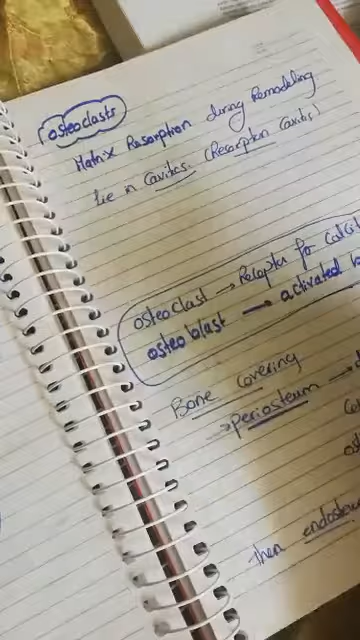 osteoclasts
Matrix Resorption during Remodeling
lie in Cavities (Resorption Cavities)
osteoclast → Receptor for
osteoblast → activated
Bone covering
→ periosteum →
Then